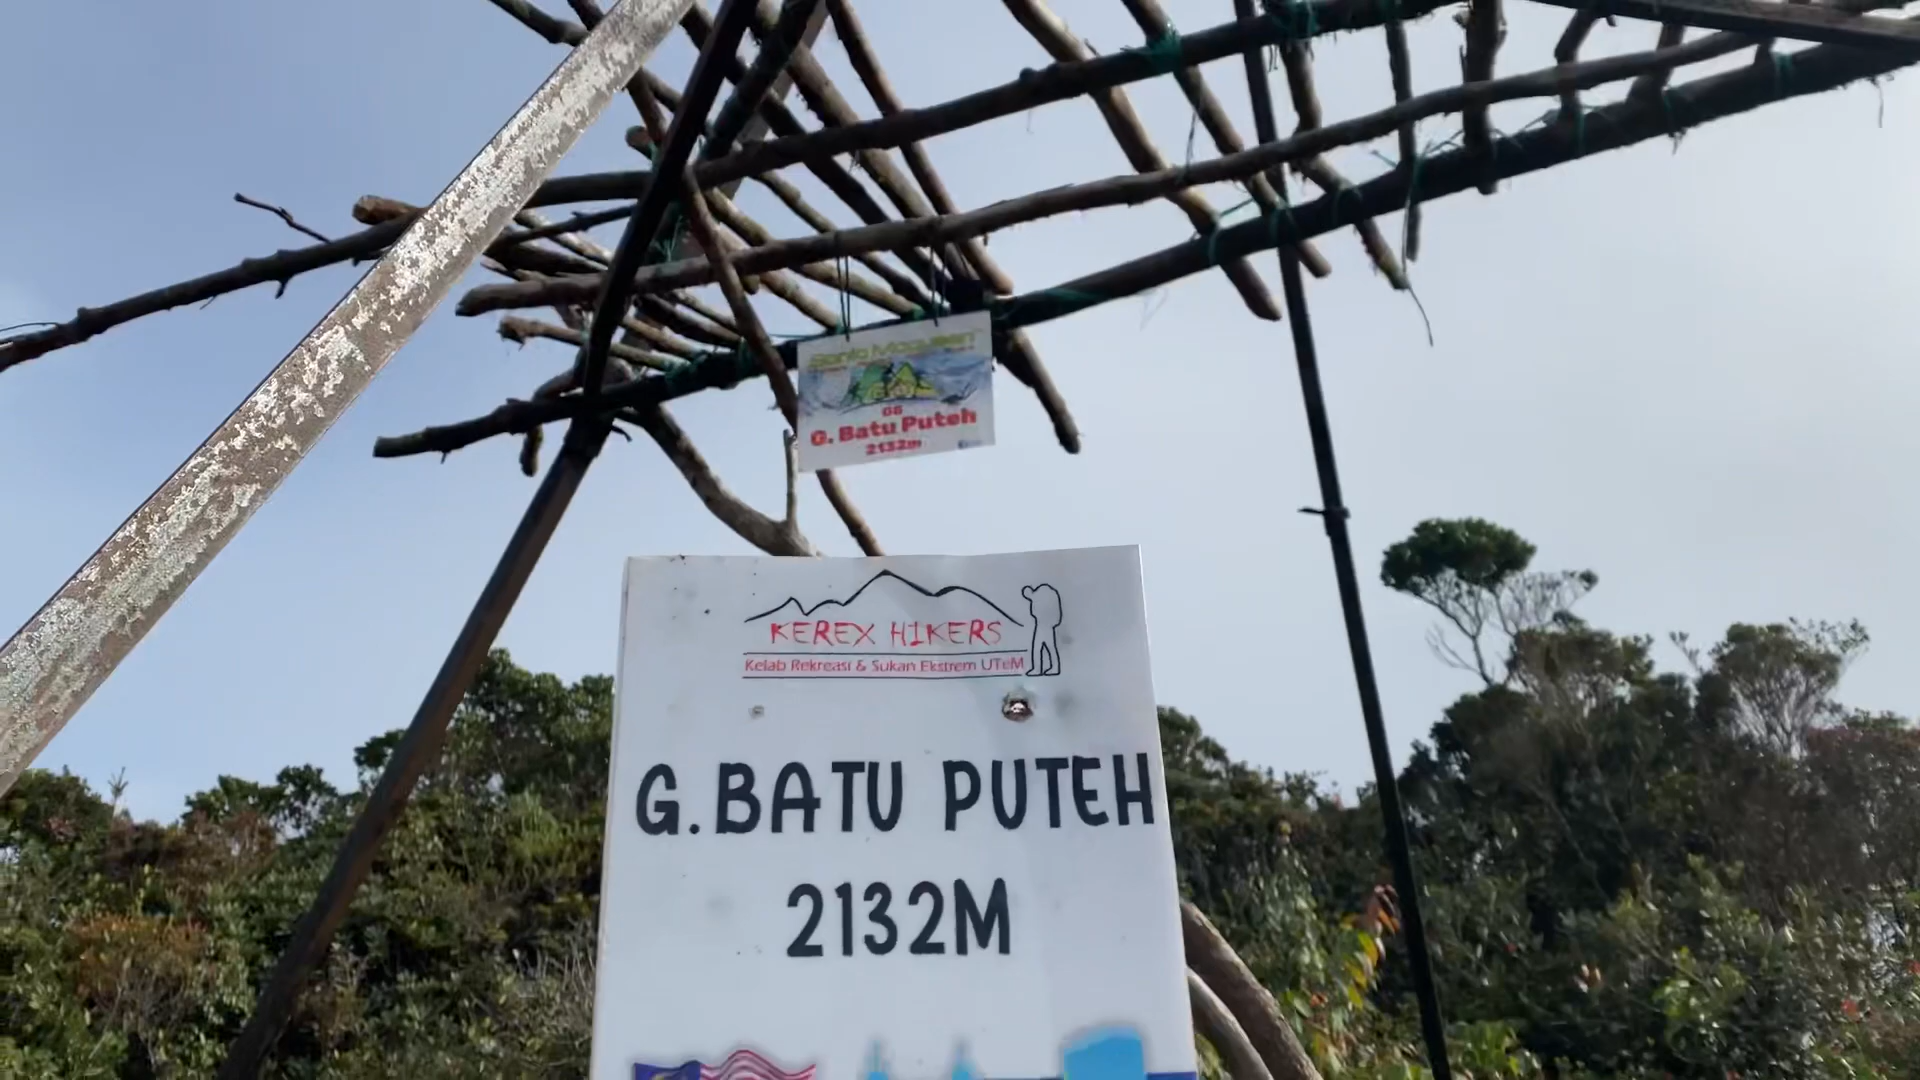 G. Batu Puteh
2132m
KEREX HIKERS
Kelab Rekreasi & Sukan Ekstrem UTeM
G.BATU PUTEH
2132M